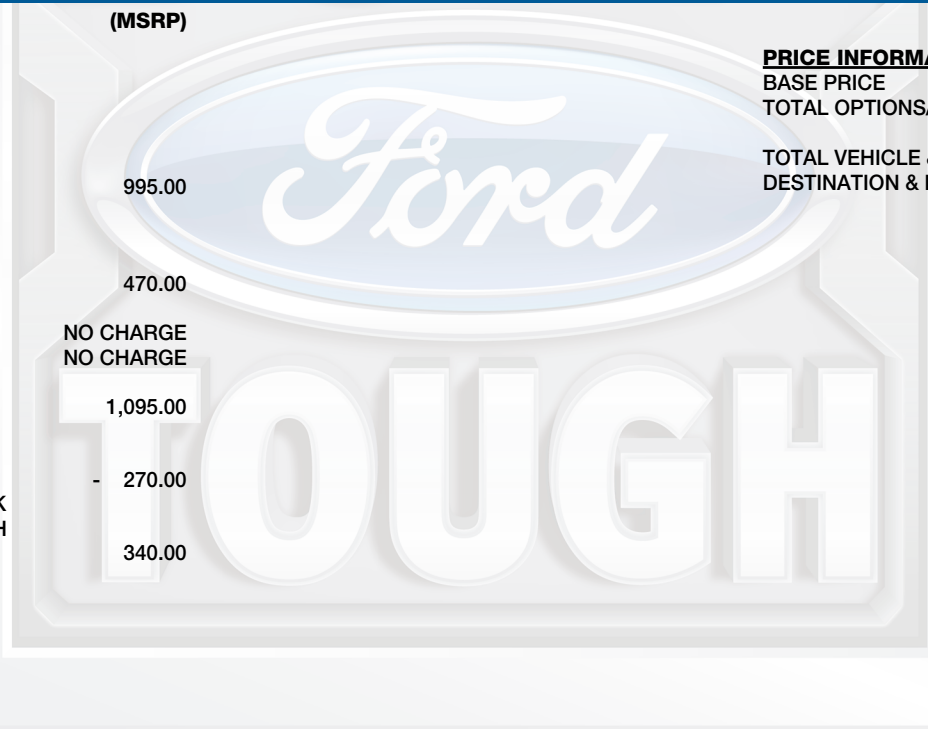 (MSRP)
995.00
470.00
NO CHARGE
NO CHARGE
1,095.00
- 270.00
K
H
340.00
PRICE INFORMA
BASE PRICE
TOTAL OPTIONS/
TOTAL VEHICLE &
DESTINATION &
Ford
TOUGH